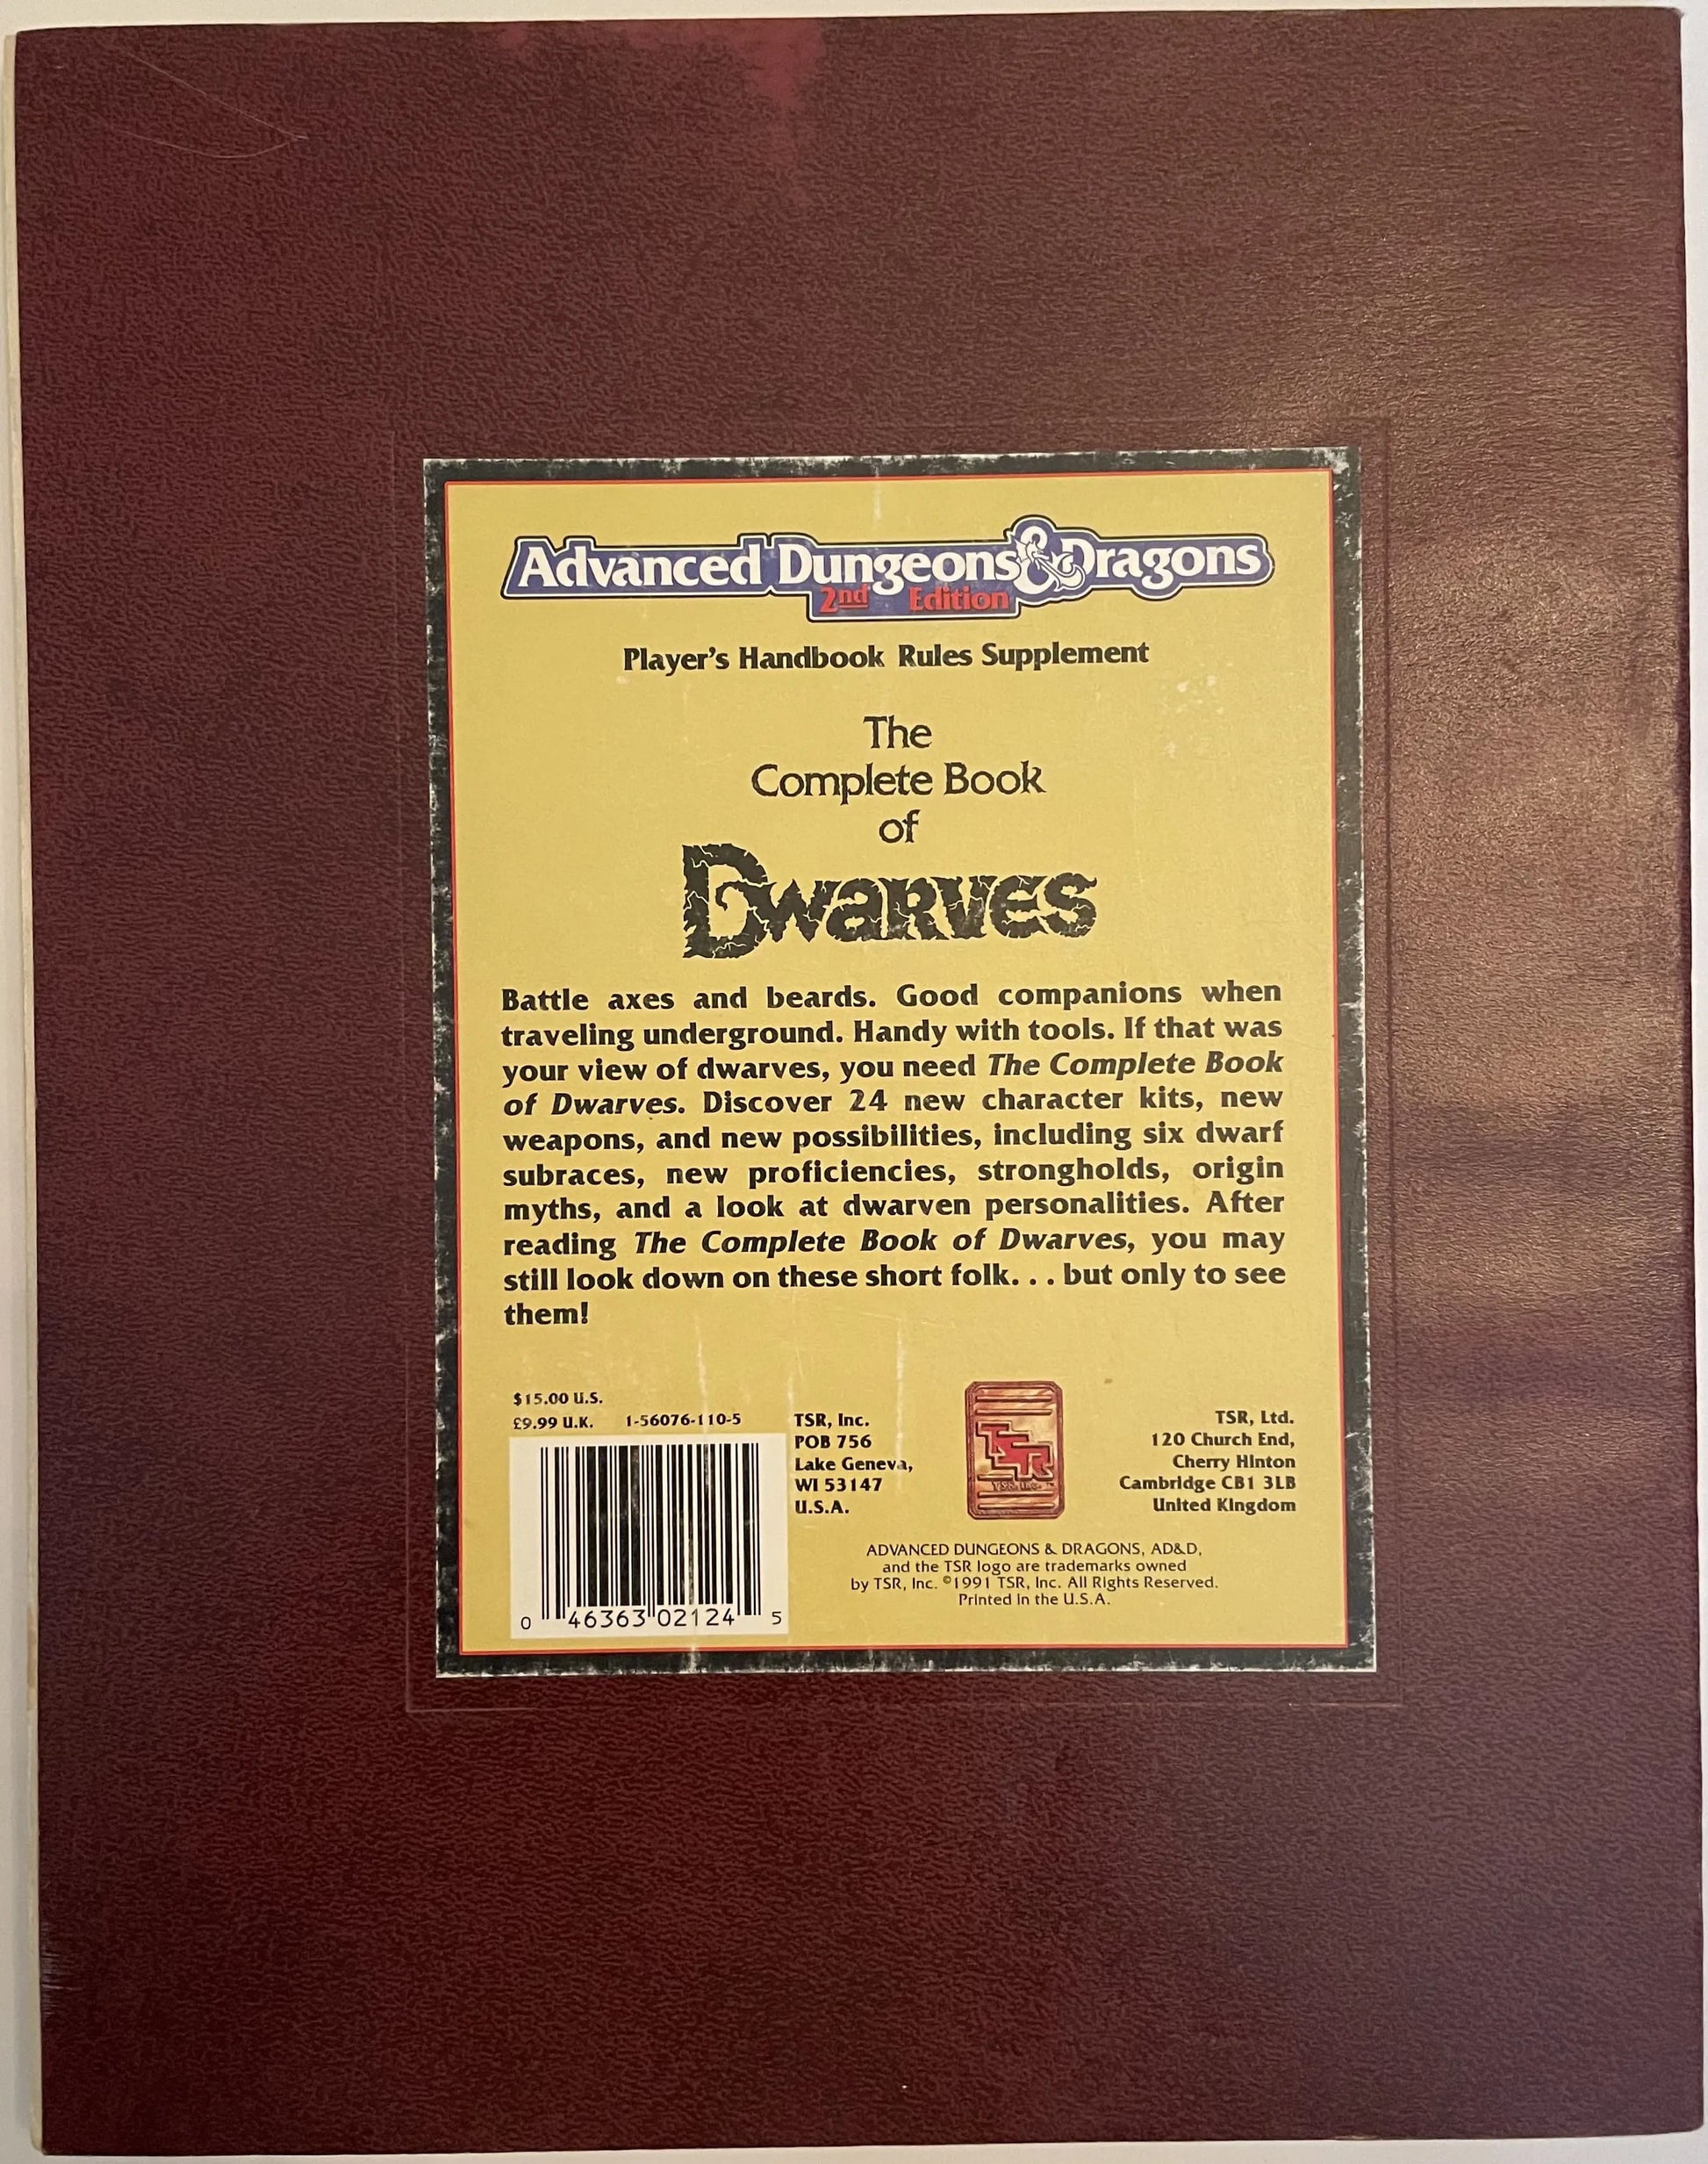 Advanced Dungeons & Dragons
2nd Edition
Player's Handbook Rules Supplement
The
Complete Book
of
Dwarves
Battle axes and beards. Good companions when
traveling underground. Handy with tools. If that was
your view of dwarves, you need The Complete Book
of Dwarves. Discover 24 new character kits, new
weapons, and new possibilities, including six dwarf
subraces, new proficiencies, strongholds, origin
myths, and a look at dwarven personalities. After
reading The Complete Book of Dwarves, you may
still look down on these short folk. . . but only to see
them!
$15.00 U.S.
£9.99 U.K. 1-56076-110-5
0 46363 02124 5
TSR, Inc.
POB 756
Lake Geneva,
WI 53147
U.S.A.
TSR
TSR, Inc.™
TSR, Ltd.
120 Church End,
Cherry Hinton
Cambridge CB1 3LB
United Kingdom
ADVANCED DUNGEONS & DRAGONS, AD&D,
and the TSR logo are trademarks owned
by TSR, Inc. ©1991 TSR, Inc. All Rights Reserved.
Printed in the U.S.A.